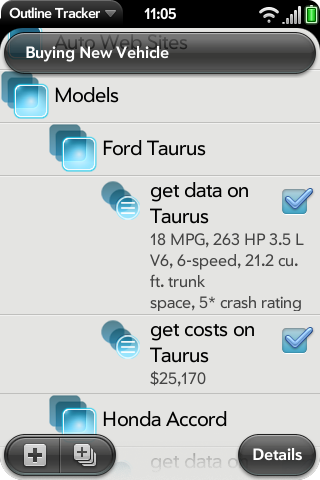 Outline Tracker 11:05
Auto Web Sites
Buying New Vehicle
Models
Ford Taurus
get data on
Taurus
18 MPG, 263 HP 3.5 L
V6, 6-speed, 21.2 cu.
ft. trunk
space, 5* crash rating
get costs on
Taurus
$25,170
Honda Accord
get data on
Details